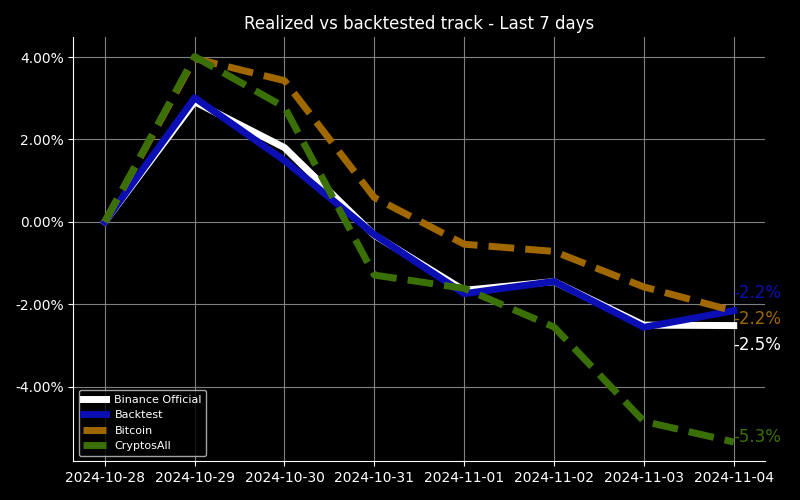 Realized vs backtested track - Last 7 days
4.00%
2.00%
0.00%
-2.00%
-4.00%
-2.2%
-2.2%
-2.5%
-5.3%
Binance Official
Backtest
Bitcoin
CryptosAll
2024-10-28 2024-10-29 2024-10-30 2024-10-31 2024-11-01 2024-11-02 2024-11-03 2024-11-04